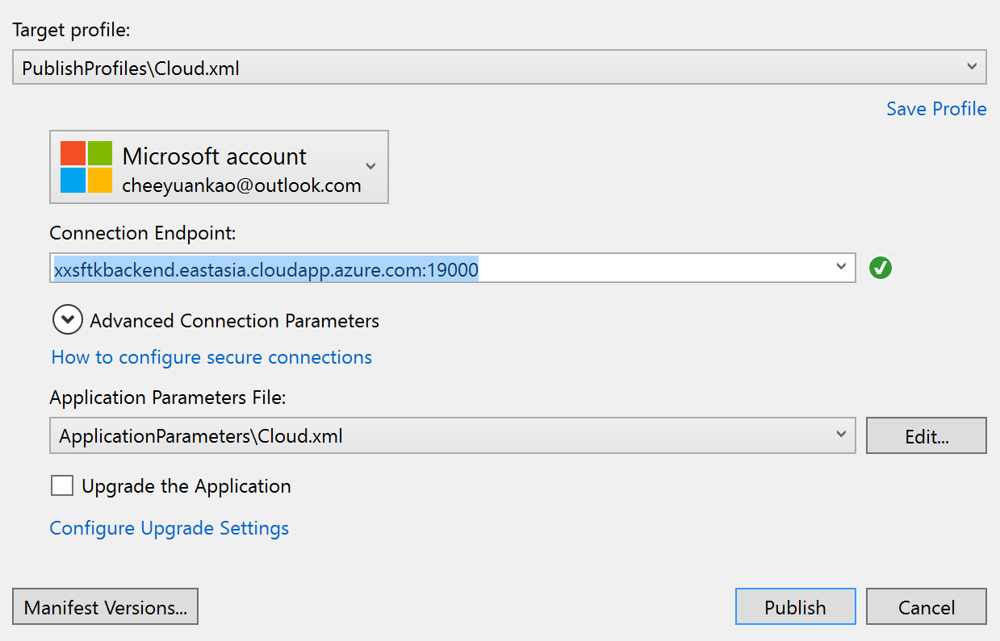 Target profile:
PublishProfiles\Cloud.xml
Save Profile
Microsoft account
cheeyuankao@outlook.com
Connection Endpoint:
xxsftkbackend.eastasia.cloudapp.azure.com:19000
Advanced Connection Parameters
How to configure secure connections
Application Parameters File:
ApplicationParameters\Cloud.xml
Edit...
Upgrade the Application
Configure Upgrade Settings
Manifest Versions...
Publish
Cancel